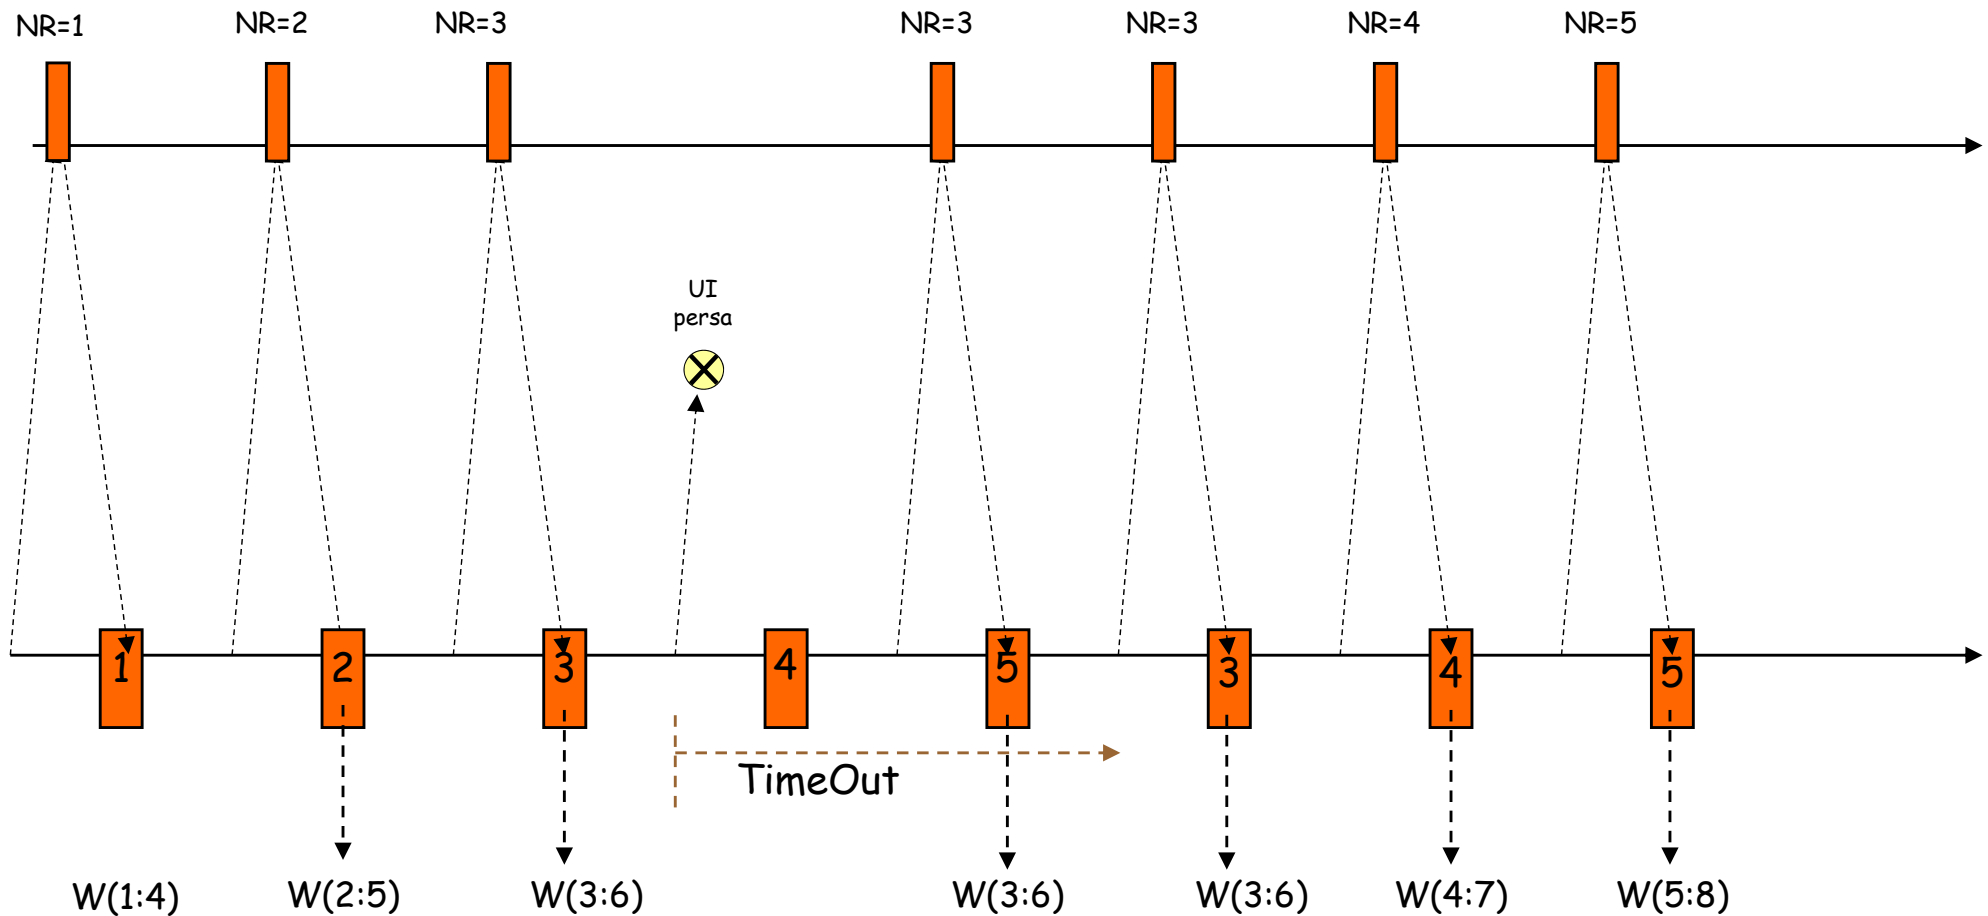 NR=1 NR=2 NR=3 NR=3 NR=3 NR=4 NR=5
UI
persa
1 2 3 4 5 3 4 5
TimeOut
W(1:4) W(2:5) W(3:6) W(3:6) W(3:6) W(4:7) W(5:8)